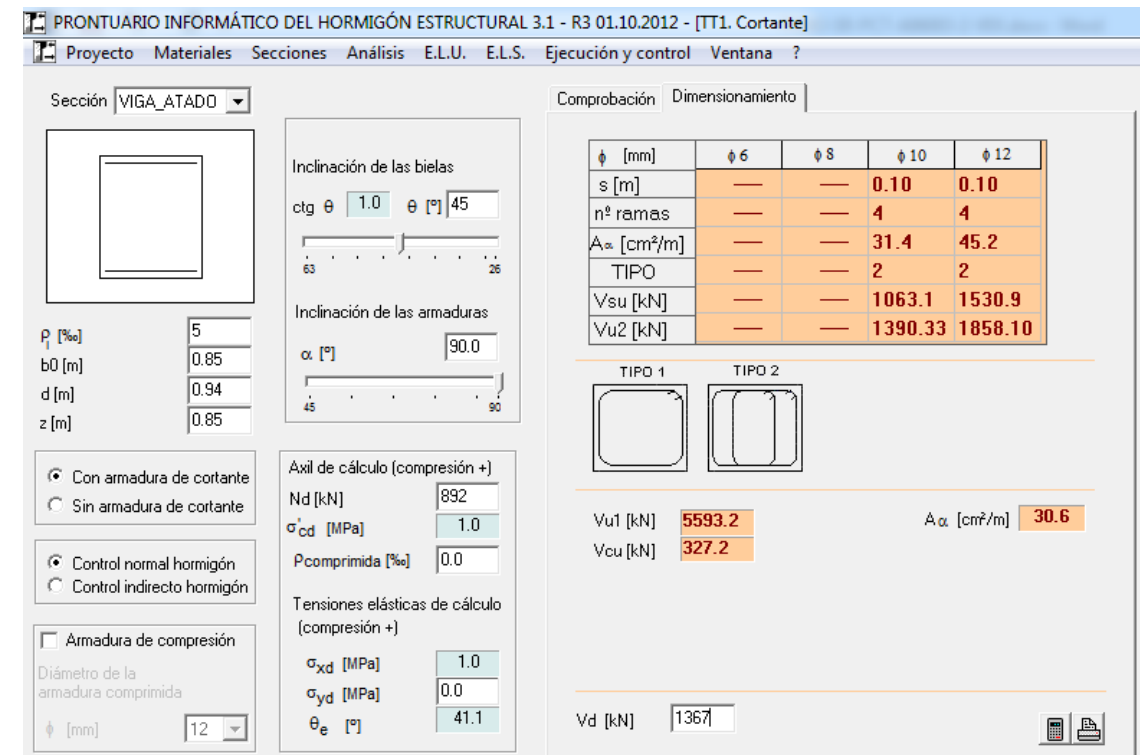 PRONTUARIO INFORMÁTICO DEL HORMIGÓN ESTRUCTURAL 3.1 - R3 01.10.2012 - [TT1. Cortante]
Proyecto Materiales Secciones Análisis E.L.U. E.L.S. Ejecución y control Ventana ?
Sección VIGA_ATADO
ρl [‰] 5
b0 [m] 0.85
d [m] 0.94
z [m] 0.85
Con armadura de cortante
Sin armadura de cortante
Control normal hormigón
Control indirecto hormigón
Armadura de compresión
Diámetro de la
armadura comprimida
ϕ [mm] 12
Inclinación de las bielas
ctg θ 1.0 θ [º] 45
63 26
Inclinación de las armaduras
α [º] 90.0
45 90
Axil de cálculo (compresión +)
Nd [kN] 892
σ'cd [MPa] 1.0
ρcomprimida [‰] 0.0
Tensiones elásticas de cálculo
(compresión +)
σxd [MPa] 1.0
σyd [MPa] 0.0
θe [º] 41.1
Comprobación Dimensionamiento
ϕ [mm] ϕ 6 ϕ 8 ϕ 10 ϕ 12
s [m] — — 0.10 0.10
nº ramas — — 4 4
Aα [cm²/m] — — 31.4 45.2
TIPO — — 2 2
Vsu [kN] — — 1063.1 1530.9
Vu2 [kN] — — 1390.33 1858.10
TIPO 1 TIPO 2
Vu1 [kN] 5593.2 Aα [cm²/m] 30.6
Vcu [kN] 327.2
Vd [kN] 1367